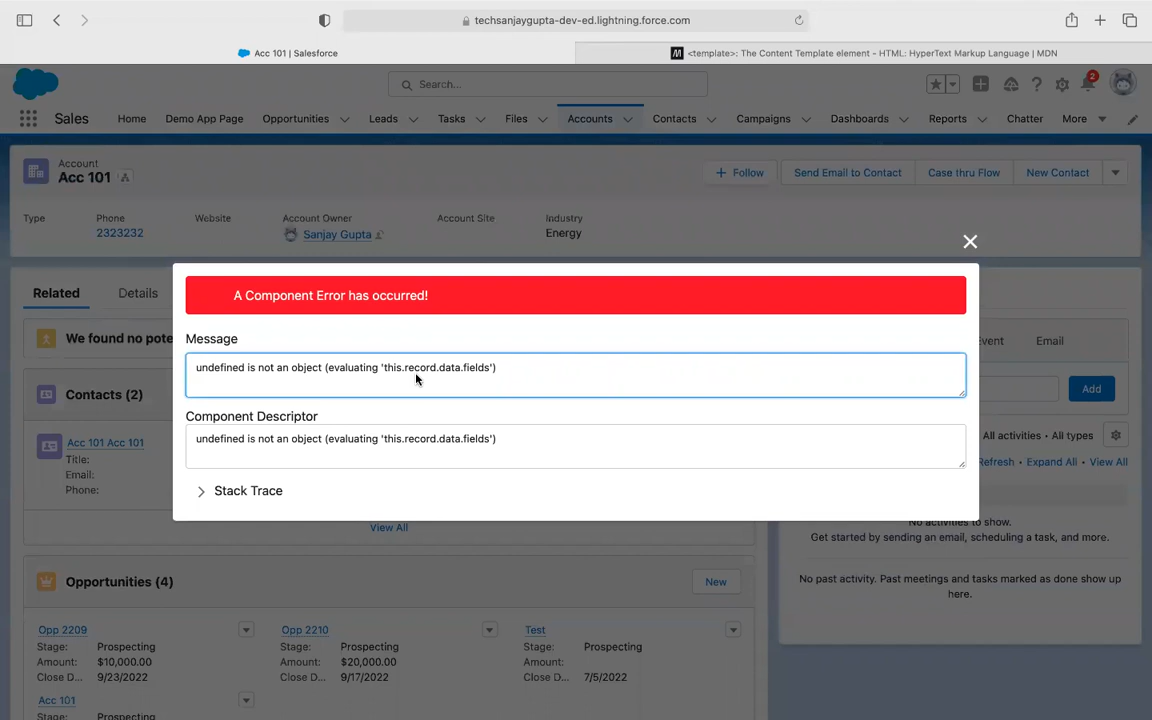 techsanjaygupta-dev-ed.lightning.force.com
Acc 101 | Salesforce
<template>: The Content Template element - HTML: HyperText Markup Language | MDN
Search...
2
Sales
Home
Demo App Page
Opportunities
Leads
Tasks
Files
Accounts
Contacts
Campaigns
Dashboards
Reports
Chatter
More
Account
Acc 101
+ Follow
Send Email to Contact
Case thru Flow
New Contact
Type
Phone
Website
Account Owner
Account Site
Industry
2323232
Sanjay Gupta
Energy
Related
Details
A Component Error has occurred!
Message
undefined is not an object (evaluating 'this.record.data.fields')
Component Descriptor
undefined is not an object (evaluating 'this.record.data.fields')
Stack Trace
We found no pote
Email
Contacts (2)
Add
Acc 101 Acc 101
Title:
Email:
Phone:
View All
All activities • All types
Refresh • Expand All • View All
No activities to show.
Get started by sending an email, scheduling a task, and more.
No past activity. Past meetings and tasks marked as done show up
here.
Opportunities (4)
New
Opp 2209
Stage: Prospecting
Amount: $10,000.00
Close D... 9/23/2022
Opp 2210
Stage: Prospecting
Amount: $20,000.00
Close D... 9/17/2022
Test
Stage: Prospecting
Amount:
Close D... 7/5/2022
Acc 101
Stage: Prospecting